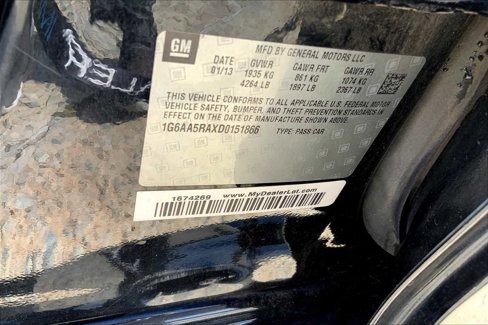 GM
MFD BY GENERAL MOTORS LLC
DATE GVWR GAWR FRT GAWR RR
01/13 1935 KG 861 KG 1074 KG
4264 LB 1897 LB 2367 LB
THIS VEHICLE CONFORMS TO ALL APPLICABLE U.S. FEDERAL MOTOR
VEHICLE SAFETY, BUMPER, AND THEFT PREVENTION STANDARDS
IN EFFECT ON THE DATE OF MANUFACTURE SHOWN ABOVE.
1G6AA5RAXD0151866 TYPE: PASS CAR
1674269 www.MyDealerLot.com